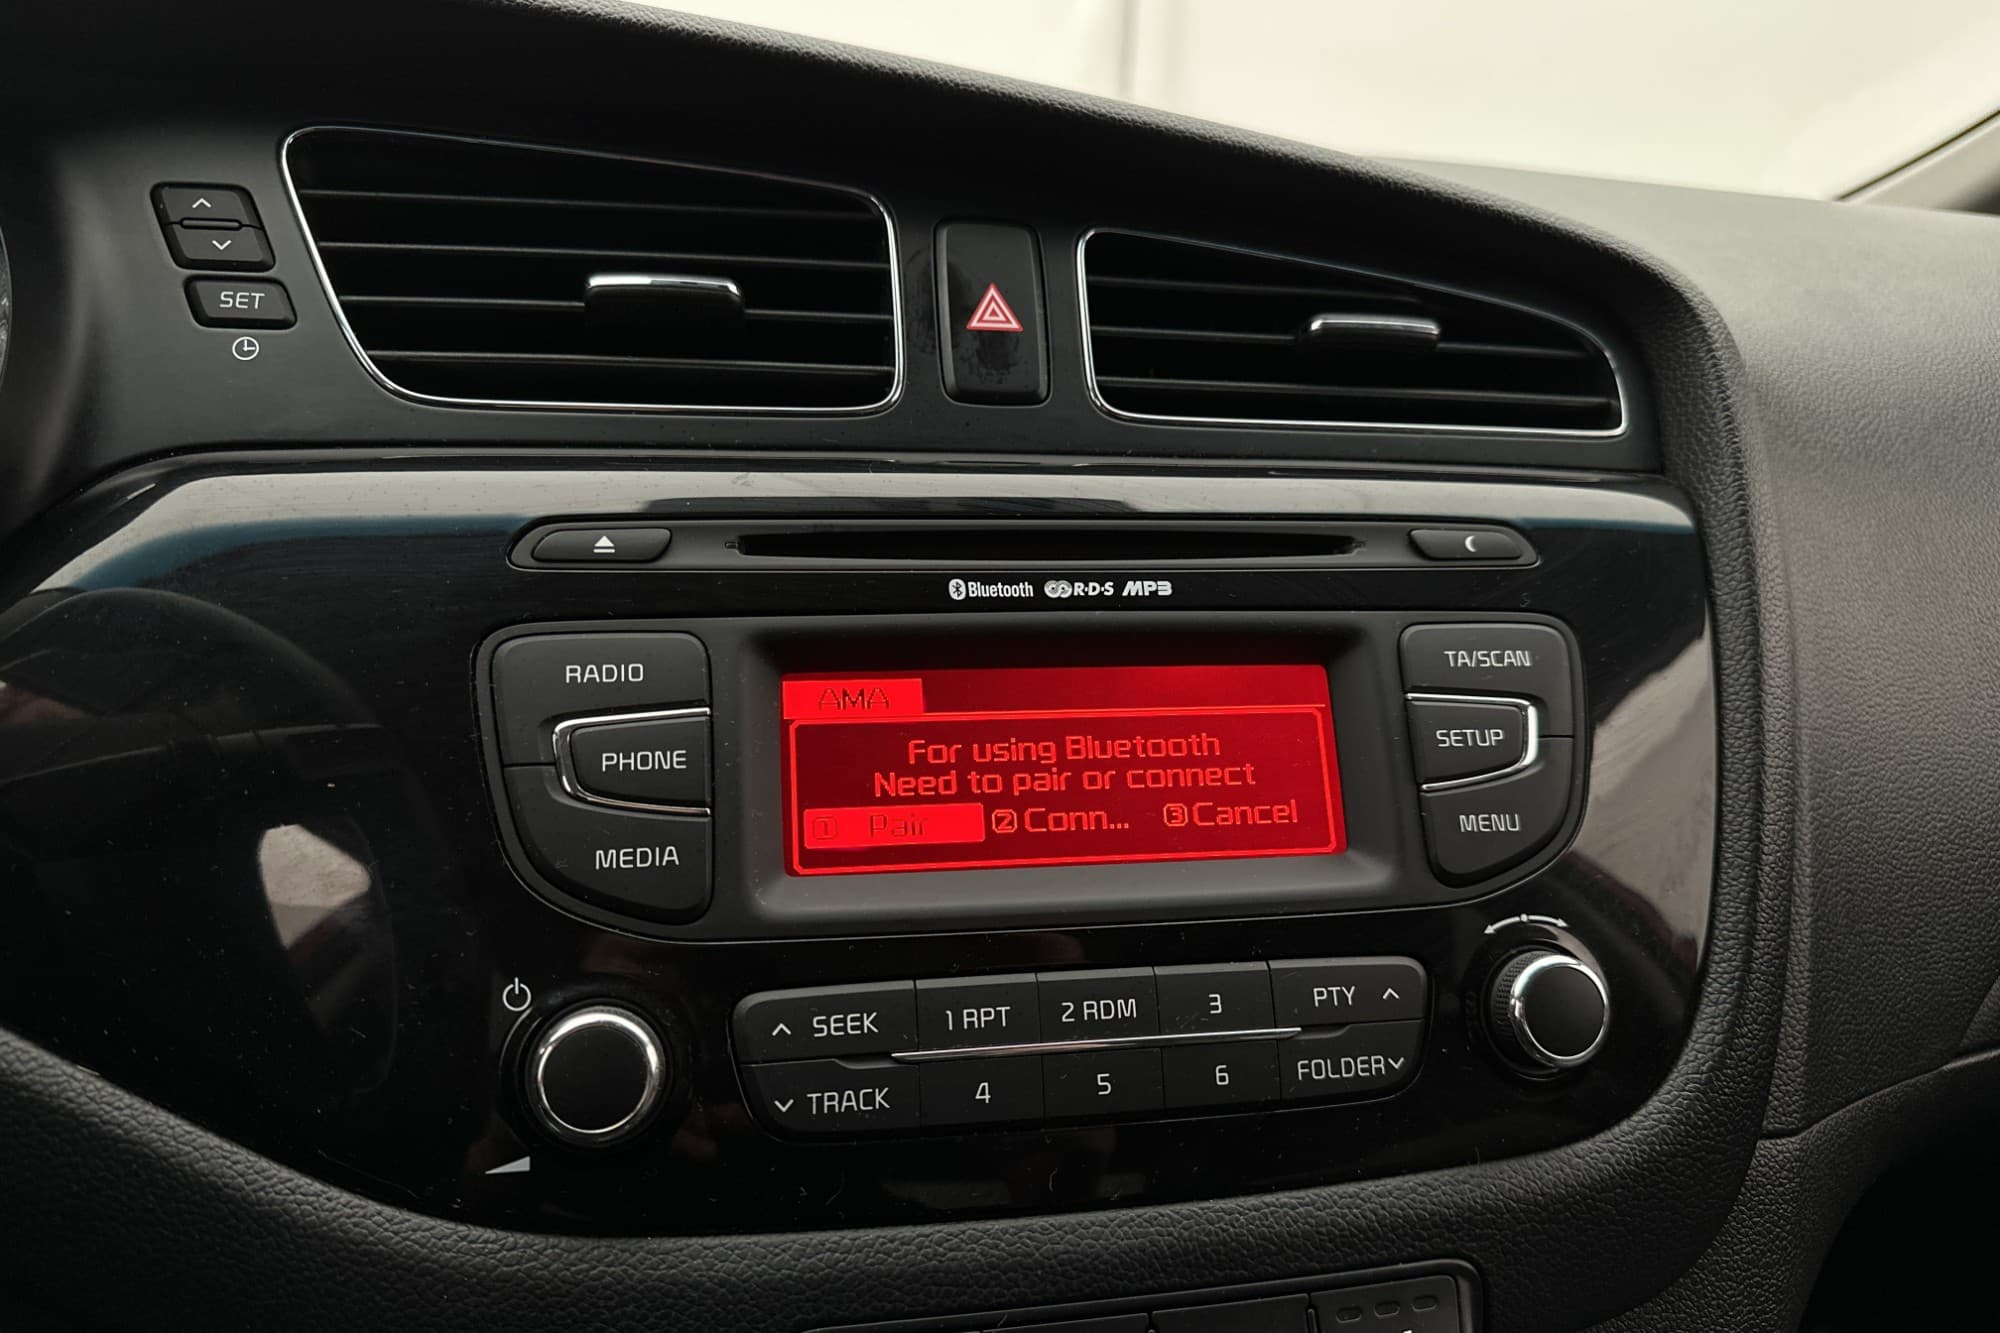 SET
Bluetooth R·D·S MP3
RADIO
PHONE
MEDIA
AMA
For using Bluetooth
Need to pair or connect
1 Pair 2 Conn... 3 Cancel
TA/SCAN
SETUP
MENU
SEEK 1 RPT 2 RDM 3 PTY
TRACK 4 5 6 FOLDER